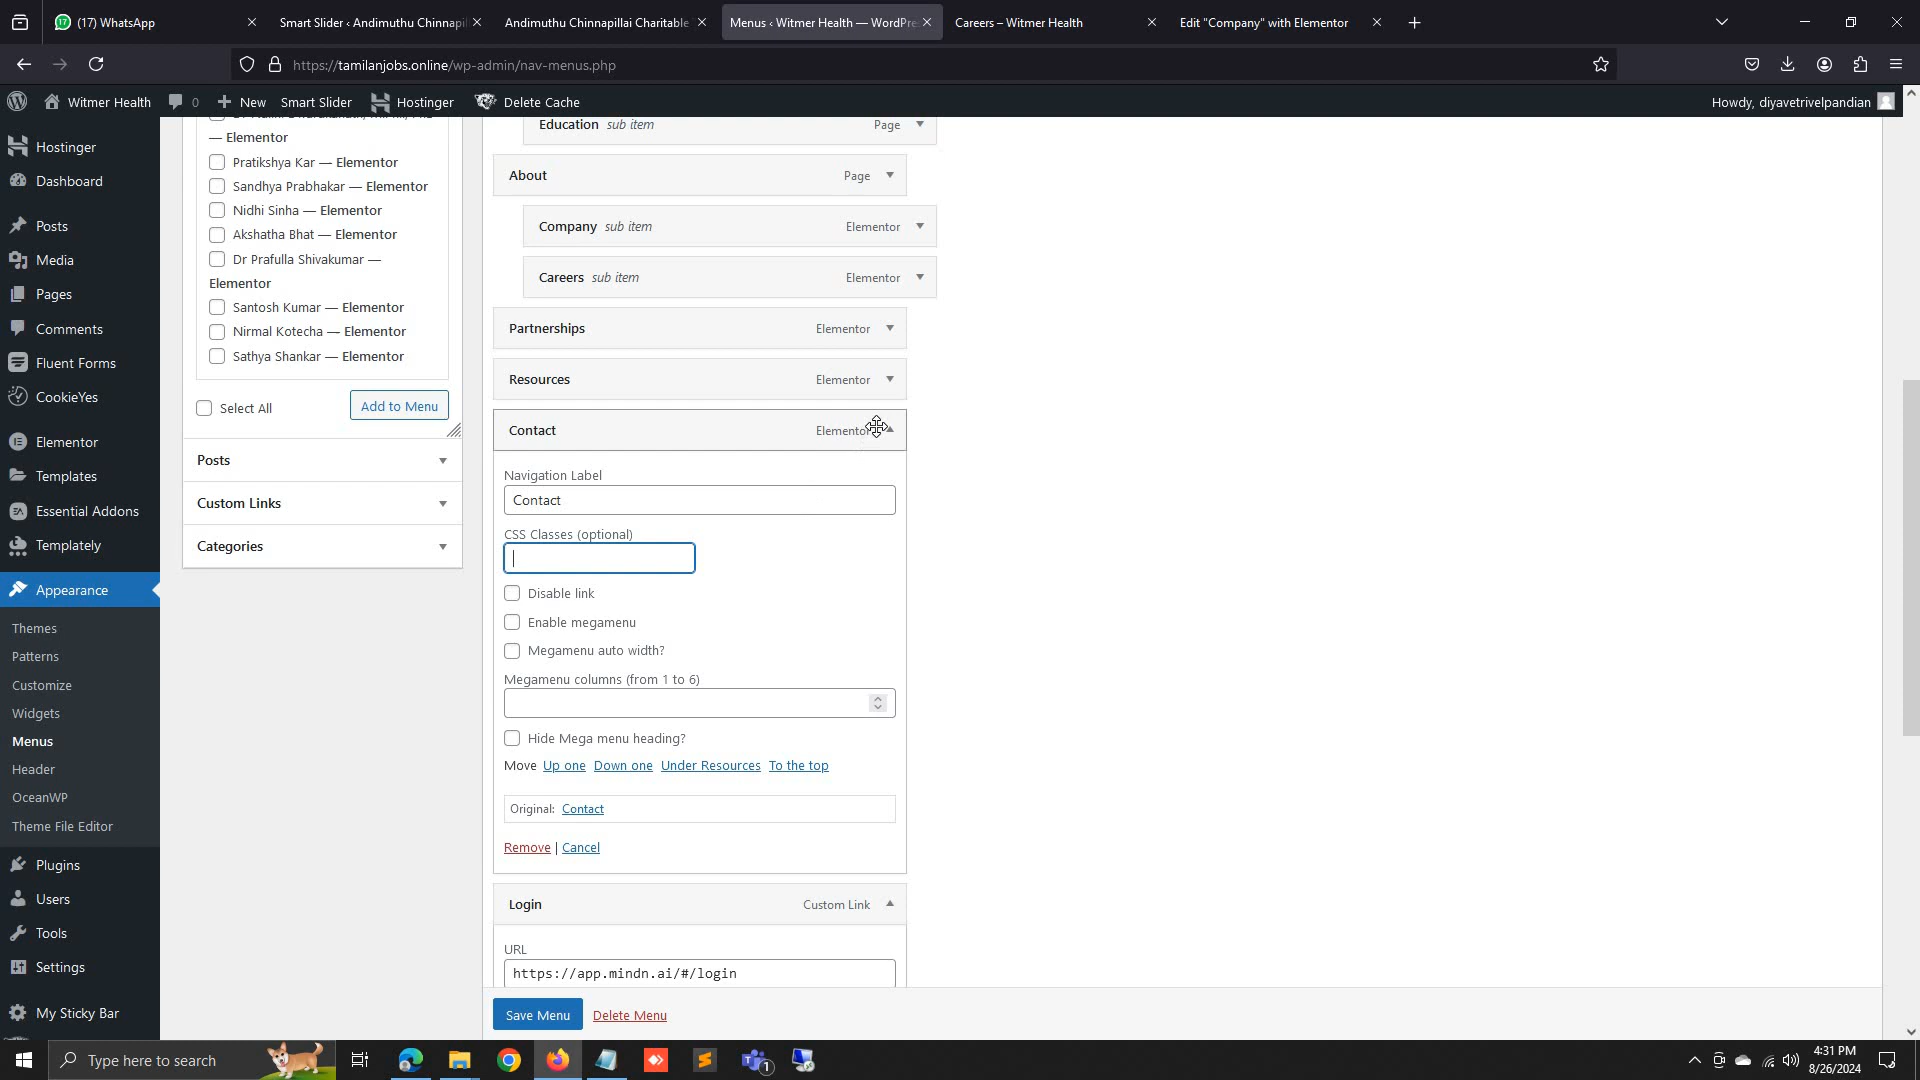 (17) WhatsApp
Smart Slider ‹ Andimuthu Chinnapil
Andimuthu Chinnapillai Charitable
Menus ‹ Witmer Health — WordPre
Careers – Witmer Health
Edit "Company" with Elementor
https://tamilanjobs.online/wp-admin/nav-menus.php
Witmer Health
0
New
Smart Slider
Hostinger
Delete Cache
Howdy, diyavetrivelpandian
Hostinger
Dashboard
Posts
Media
Pages
Comments
Fluent Forms
CookieYes
Elementor
Templates
Essential Addons
Templately
Appearance
Themes
Patterns
Customize
Widgets
Menus
Header
OceanWP
Theme File Editor
Plugins
Users
Tools
Settings
My Sticky Bar
— Elementor
Pratikshya Kar — Elementor
Sandhya Prabhakar — Elementor
Nidhi Sinha — Elementor
Akshatha Bhat — Elementor
Dr Prafulla Shivakumar —
Elementor
Santosh Kumar — Elementor
Nirmal Kotecha — Elementor
Sathya Shankar — Elementor
Select All
Add to Menu
Posts
Custom Links
Categories
Education sub item Page
About Page
Company sub item Elementor
Careers sub item Elementor
Partnerships Elementor
Resources Elementor
Contact Elementor
Navigation Label
Contact
CSS Classes (optional)
Disable link
Enable megamenu
Megamenu auto width?
Megamenu columns (from 1 to 6)
Hide Mega menu heading?
Move Up one Down one Under Resources To the top
Original: Contact
Remove | Cancel
Login Custom Link
URL
https://app.mindn.ai/#/login
Save Menu Delete Menu
Type here to search
1
4:31 PM
8/26/2024